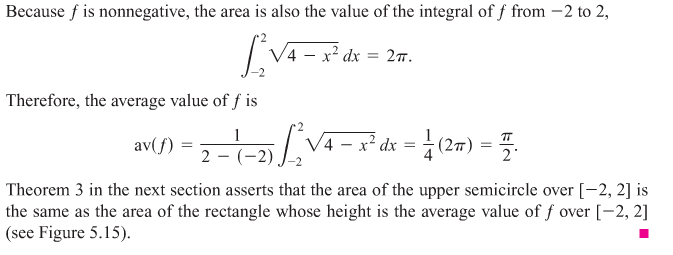 Because f is nonnegative, the area is also the value of the integral of f from −2 to 2,
∫_{−2}^{2} √(4 − x²) dx = 2π.
Therefore, the average value of f is
av(f) = 1/(2 − (−2)) ∫_{−2}^{2} √(4 − x²) dx = 1/4 (2π) = π/2.
Theorem 3 in the next section asserts that the area of the upper semicircle over [−2, 2] is
the same as the area of the rectangle whose height is the average value of f over [−2, 2]
(see Figure 5.15).